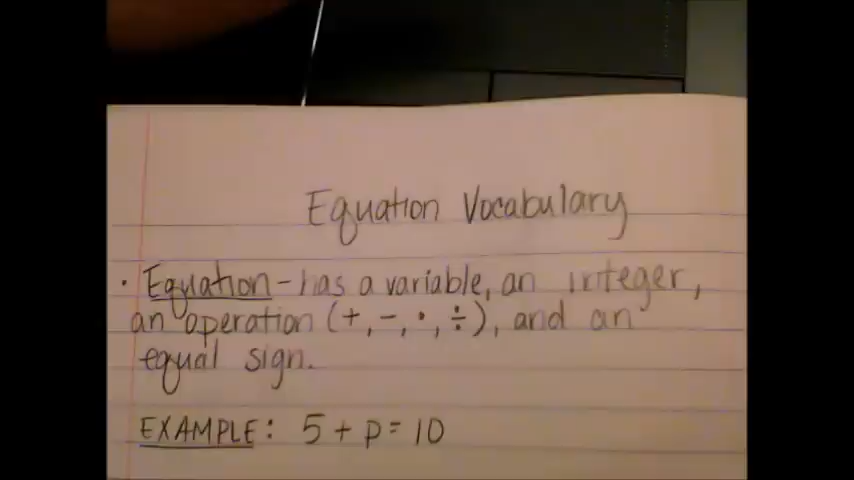 Equation Vocabulary
· Equation - has a variable, an integer,
an operation (+, -, ·, ÷), and an
equal sign.
EXAMPLE: 5 + p = 10